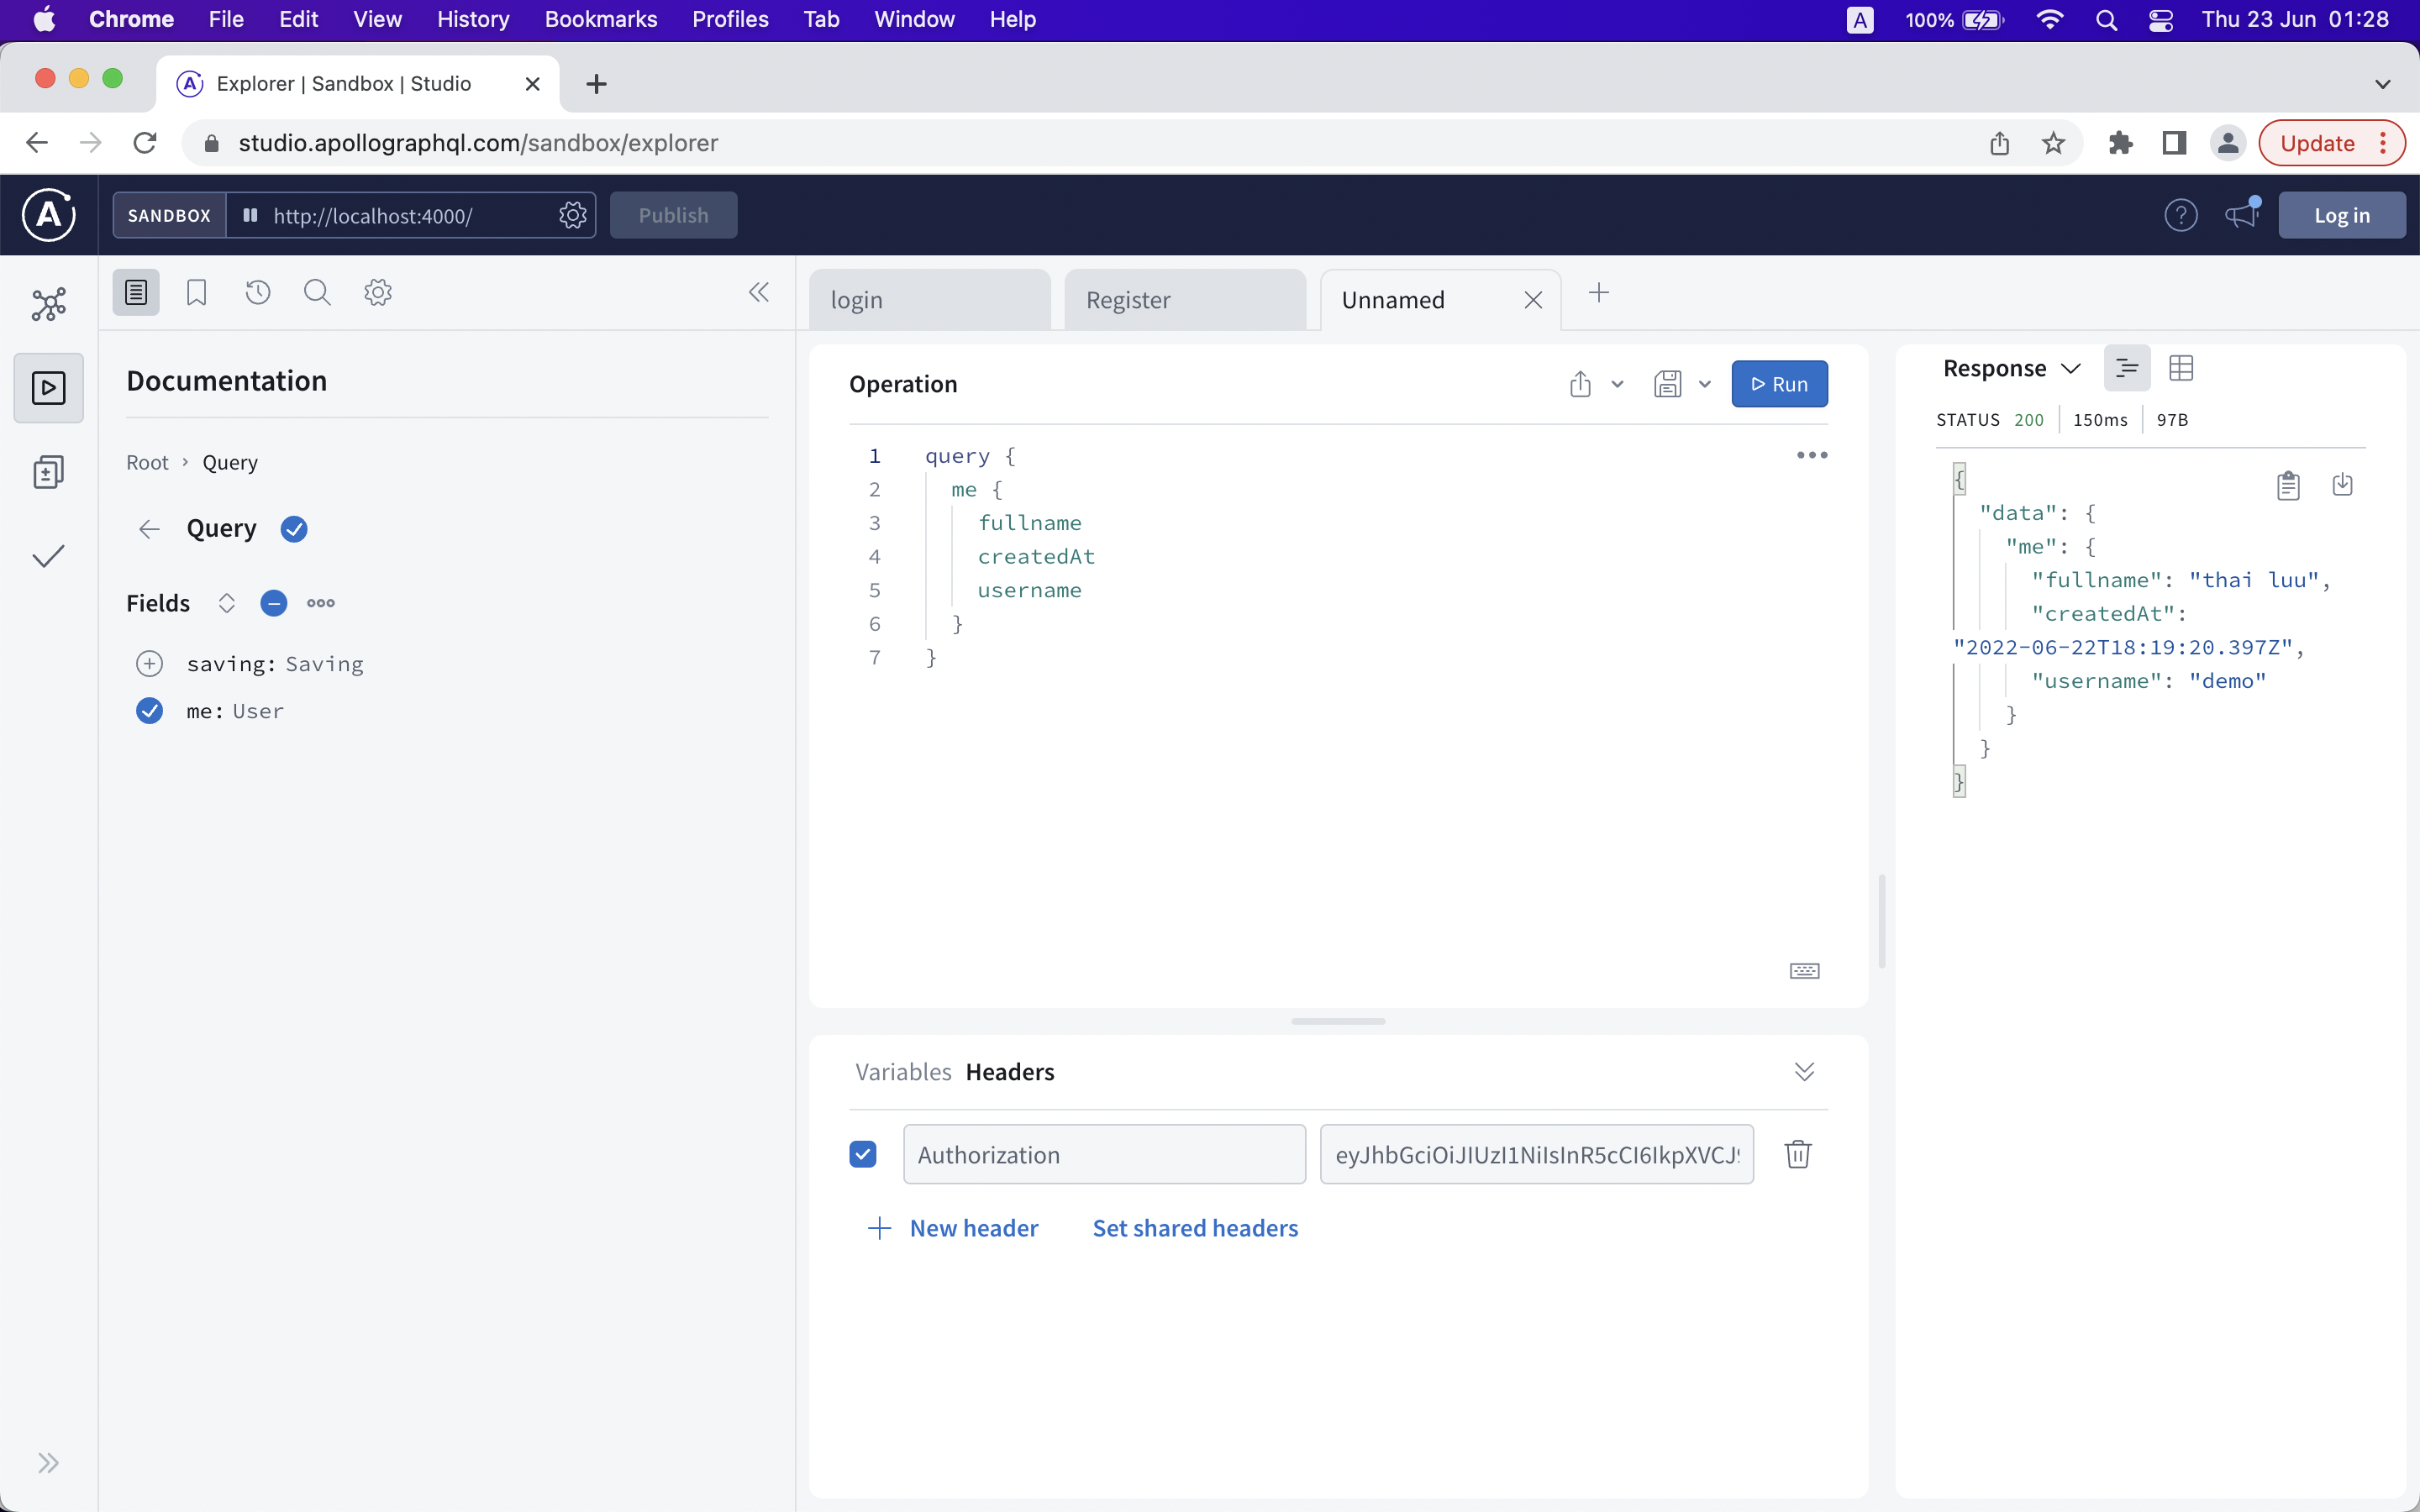 Chrome File Edit View History Bookmarks Profiles Tab Window Help A 100% Thu 23 Jun 01:28
Explorer | Sandbox | Studio
studio.apollographql.com/sandbox/explorer Update
SANDBOX http://localhost:4000/ Publish Log in
login Register Unnamed
Documentation
Root › Query
Query
Fields
saving: Saving
me: User
Operation
Run
1 query {
2 me {
3 fullname
4 createdAt
5 username
6 }
7 }
Variables Headers
Authorization eyJhbGciOiJIUzI1NiIsInR5cCI6IkpXVCJ9
New header Set shared headers
Response
STATUS 200 150ms 97B
{
"data": {
"me": {
"fullname": "thai luu",
"createdAt":
"2022-06-22T18:19:20.397Z",
"username": "demo"
}
}
}